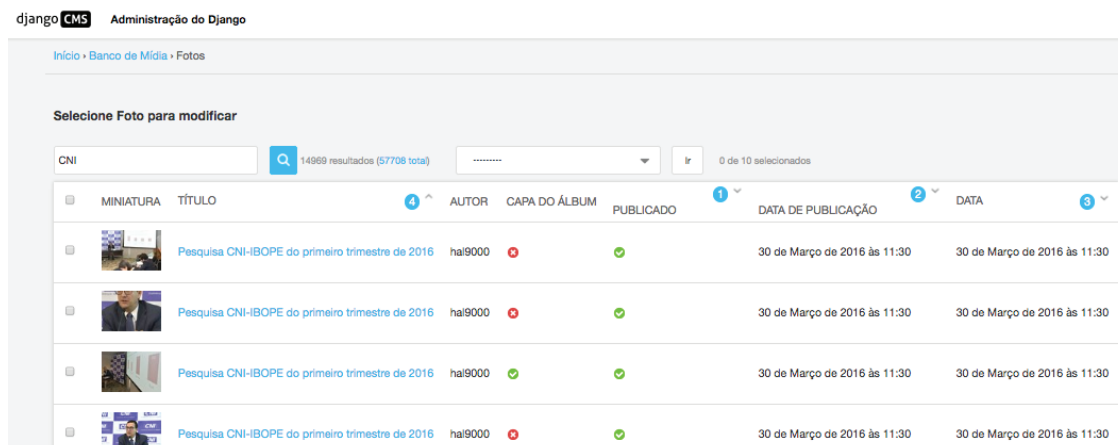 django CMS Administração do Django
Início › Banco de Mídia › Fotos
Selecione Foto para modificar
CNI 14969 resultados (57708 total) --------- Ir 0 de 10 selecionados
MINIATURA TÍTULO 4 AUTOR CAPA DO ÁLBUM PUBLICADO 1 DATA DE PUBLICAÇÃO 2 DATA 3
Pesquisa CNI-IBOPE do primeiro trimestre de 2016 hal9000 30 de Março de 2016 às 11:30 30 de Março de 2016 às 11:30
Pesquisa CNI-IBOPE do primeiro trimestre de 2016 hal9000 30 de Março de 2016 às 11:30 30 de Março de 2016 às 11:30
Pesquisa CNI-IBOPE do primeiro trimestre de 2016 hal9000 30 de Março de 2016 às 11:30 30 de Março de 2016 às 11:30
Pesquisa CNI-IBOPE do primeiro trimestre de 2016 hal9000 30 de Março de 2016 às 11:30 30 de Março de 2016 às 11:30